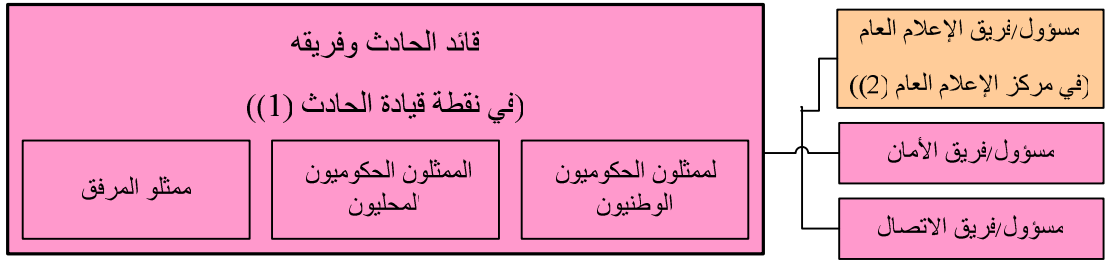 قائد الحادث وفريقه
(في نقطة قيادة الحادث (1))
لممثلون الحكوميون
الوطنيون
الممثلون الحكوميون
لمحليون
ممثلو المرفق
مسؤول/فريق الإعلام العام
(في مركز الإعلام العام (2))
مسؤول/فريق الأمان
مسؤول/فريق الاتصال